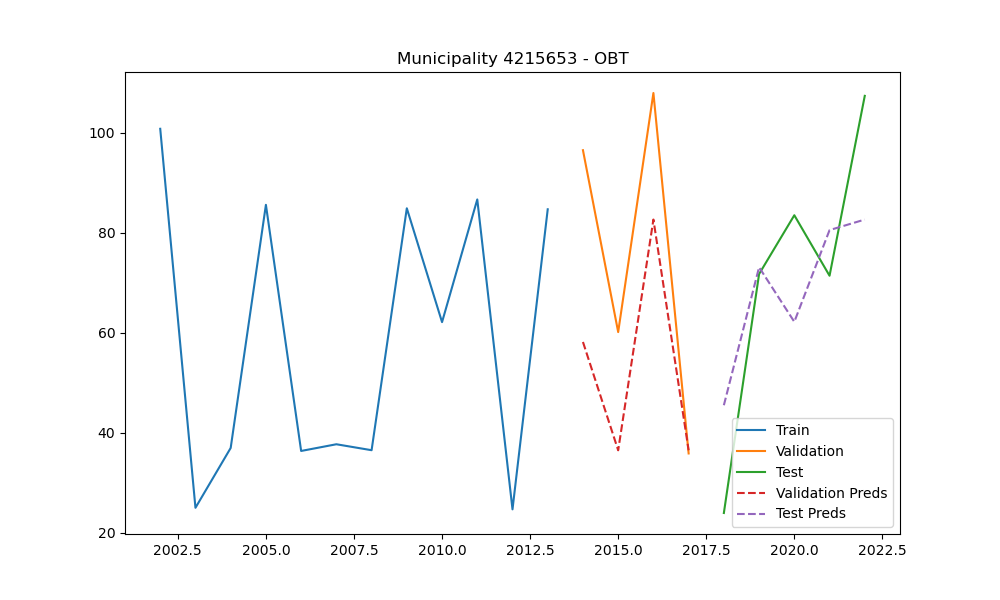 Municipality 4215653 - OBT
100
80
60
40
20
2002.5 2005.0 2007.5 2010.0 2012.5 2015.0 2017.5 2020.0 2022.5
Train
Validation
Test
Validation Preds
Test Preds